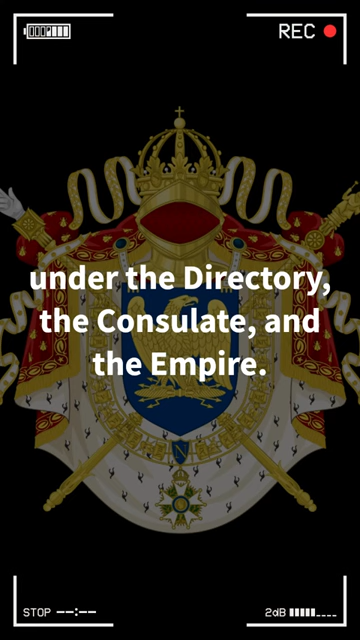 REC
under the Directory,
the Consulate, and
the Empire.
N
STOP --:--
2dB